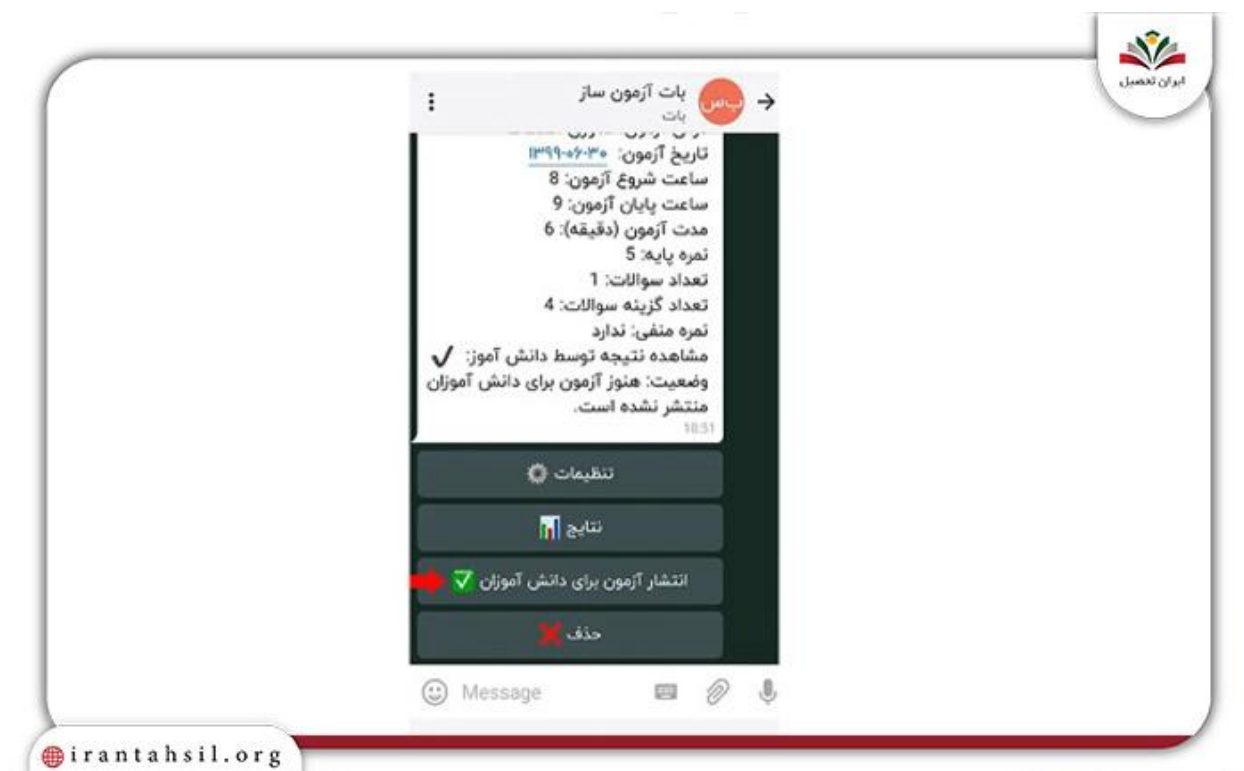 ایران تحصیل
بات آزمون ساز
بات
تاریخ آزمون: ۱۳۹۹-۰۶-۳۰
ساعت شروع آزمون: 8
ساعت پایان آزمون: 9
مدت آزمون (دقیقه): 6
نمره پایه: 5
تعداد سوالات: 1
تعداد گزینه سوالات: 4
نمره منفی: ندارد
مشاهده نتیجه توسط دانش آموز: ✔
وضعیت: هنوز آزمون برای دانش آموزان
منتشر نشده است.
10:51
تنظیمات
نتایج
انتشار آزمون برای دانش آموزان
حذف
Message
irantahsil.org